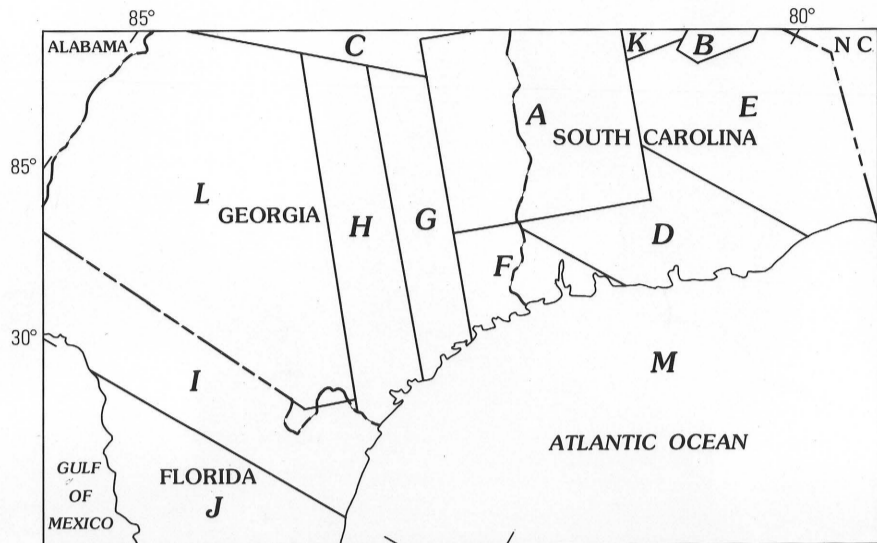 85°
80°
ALABAMA
C
K
B
N C
A
E
SOUTH CAROLINA
85°
L
GEORGIA
H
G
D
F
30°
I
M
ATLANTIC OCEAN
GULF
OF
MEXICO
FLORIDA
J